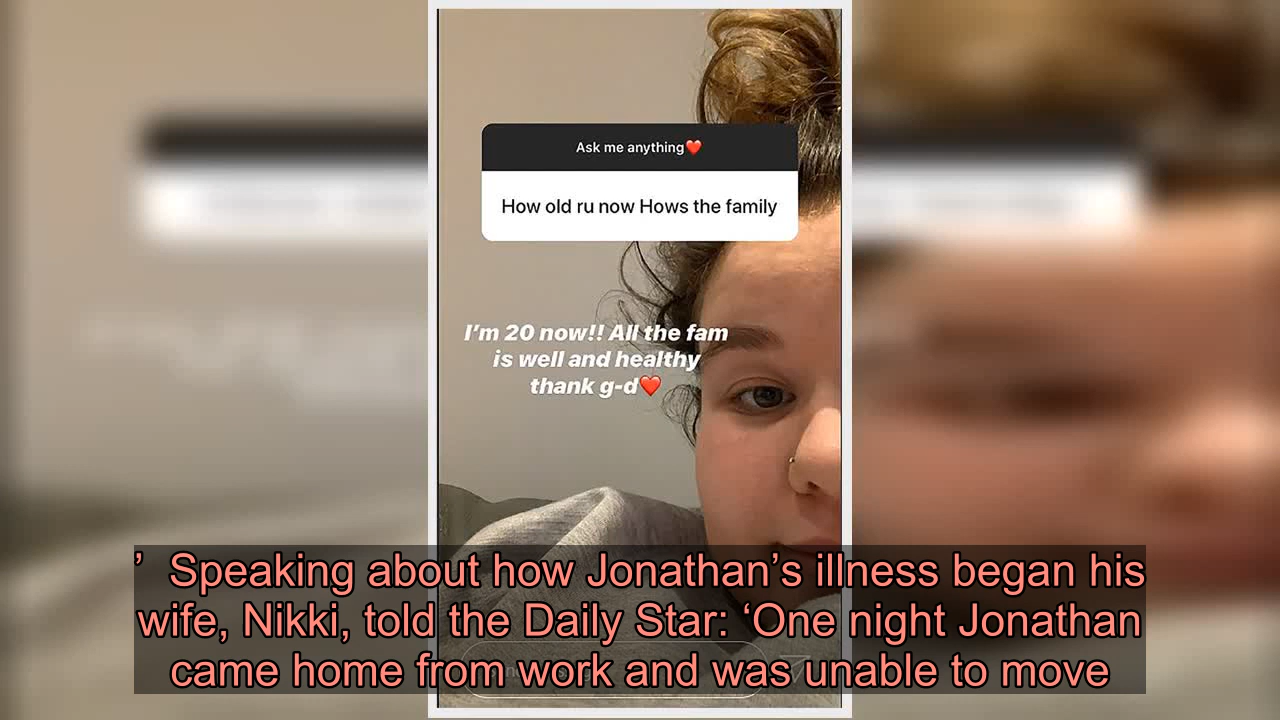 Ask me anything❤️
How old ru now Hows the family
I’m 20 now!! All the fam
is well and healthy
thank g-d❤️
’ Speaking about how Jonathan’s illness began his
wife, Nikki, told the Daily Star: ‘One night Jonathan
came home from work and was unable to move